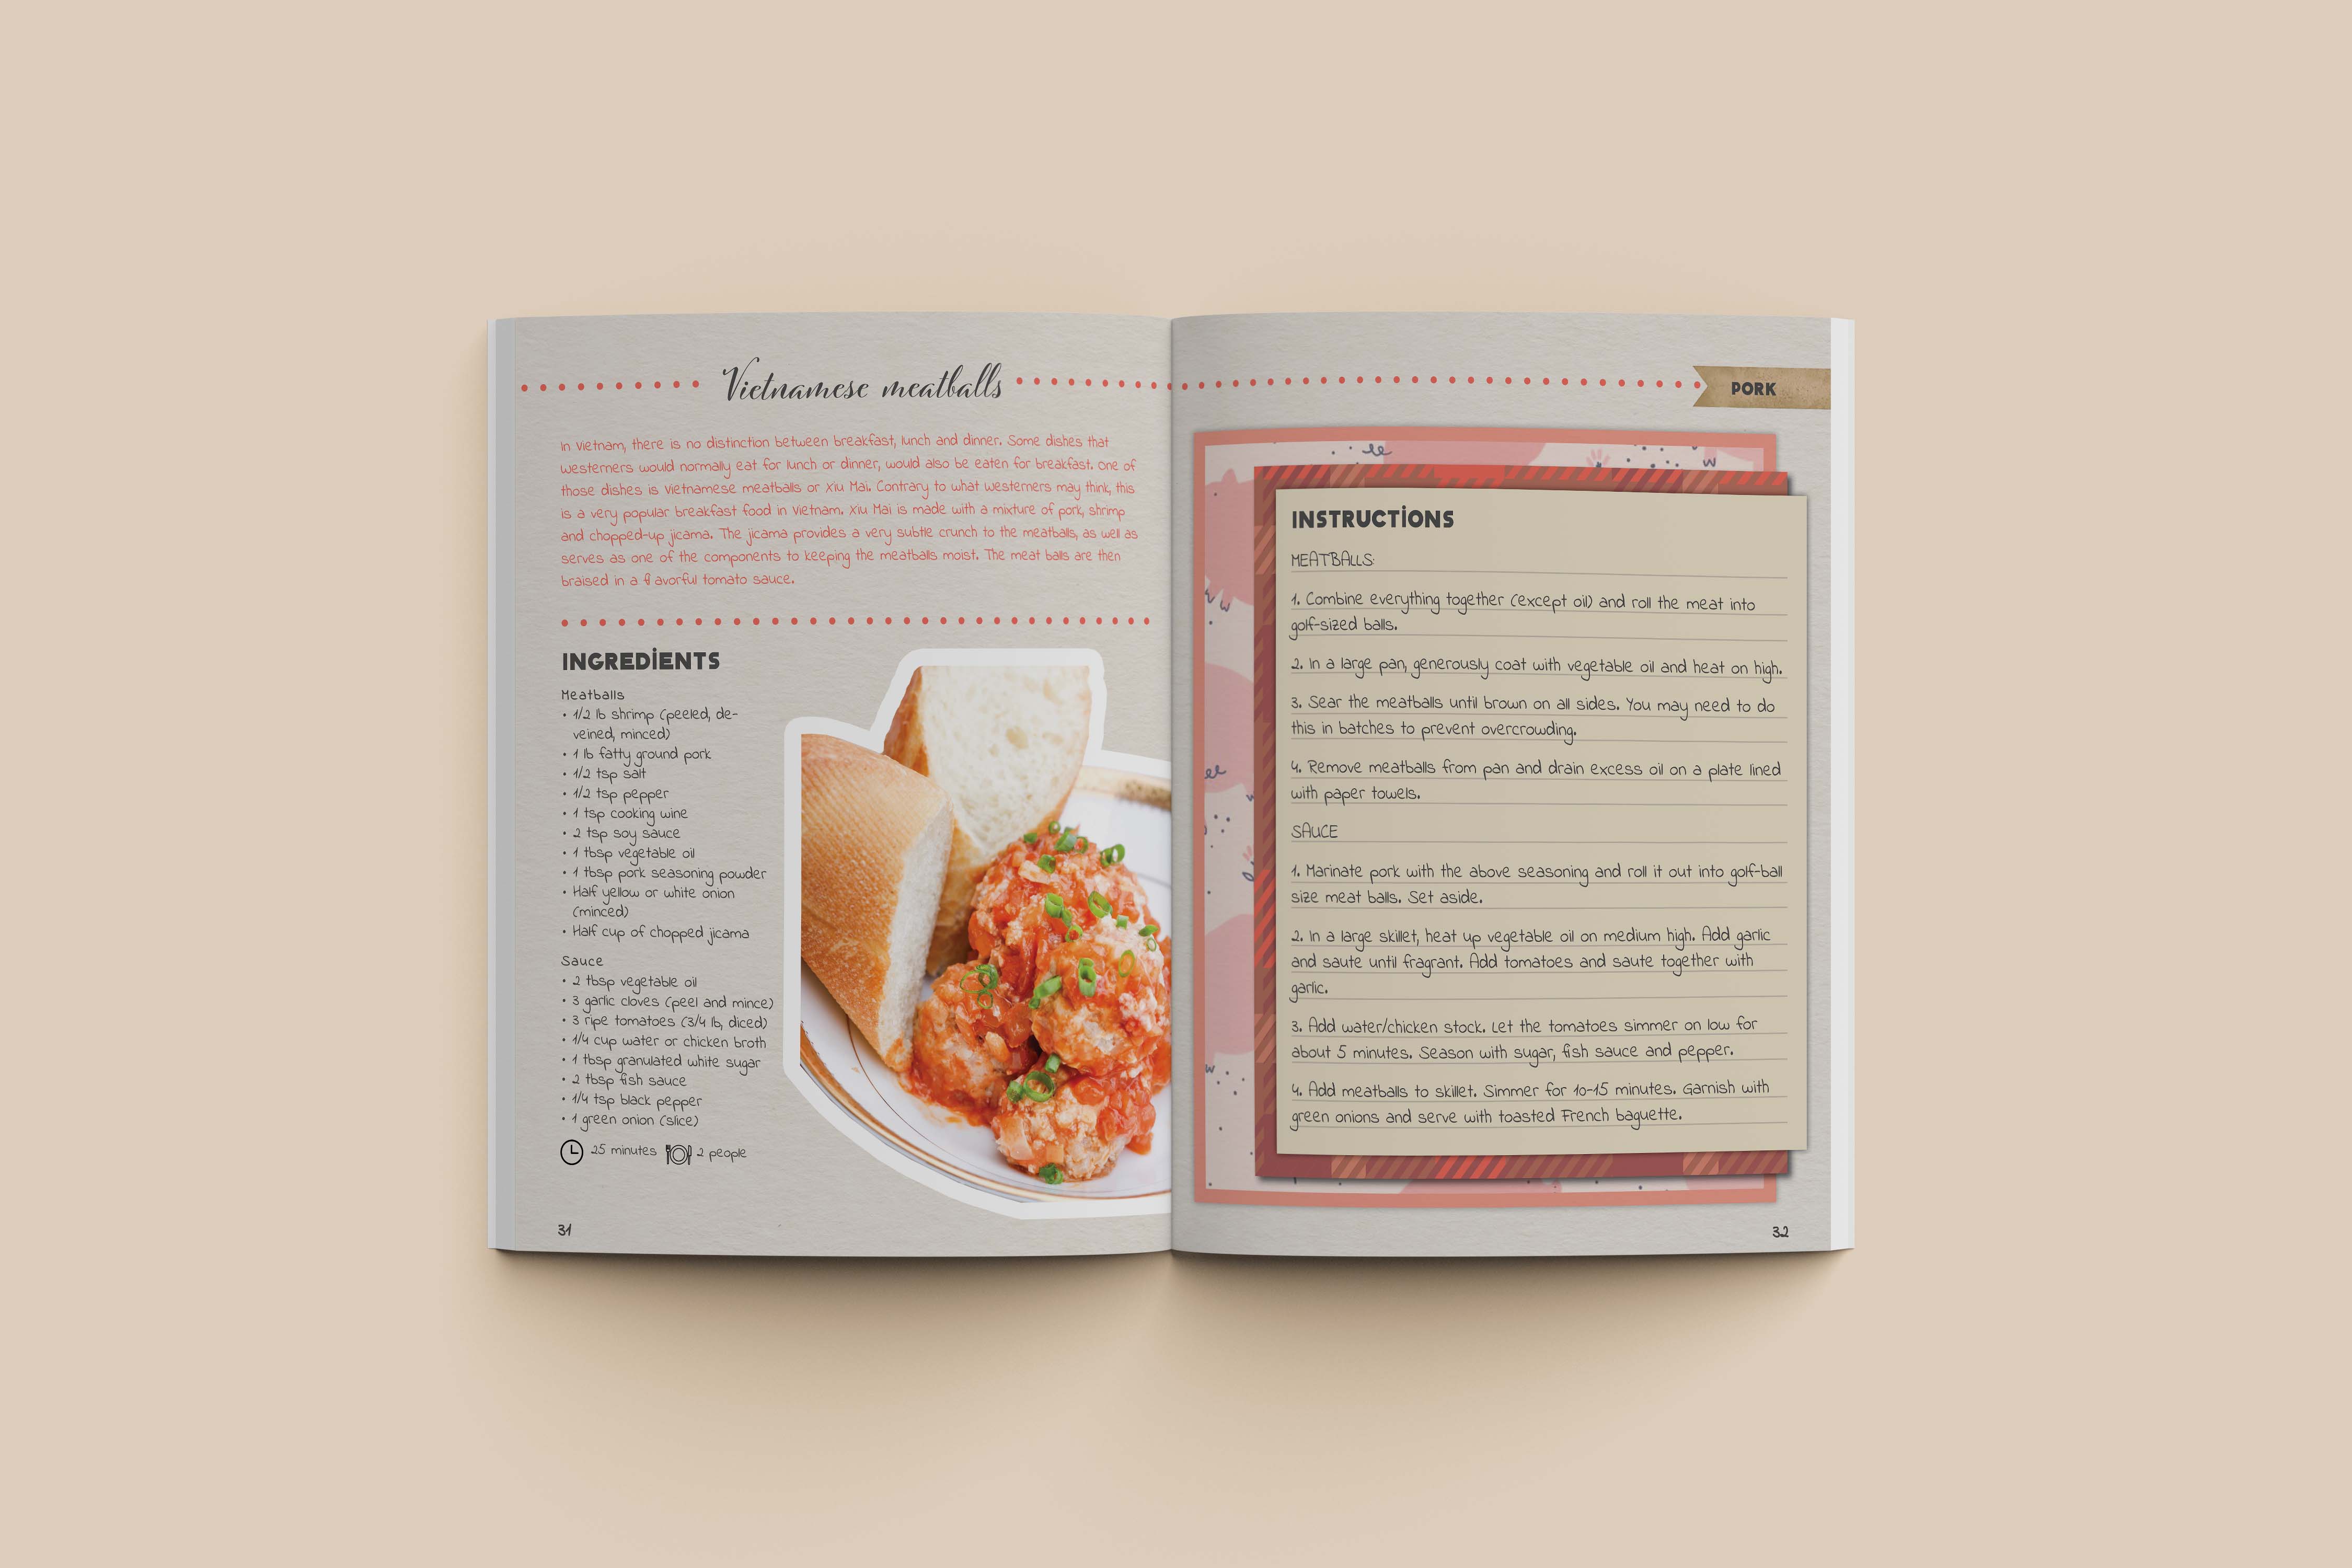 Vietnamese meatballs
In Vietnam, there is no distinction between breakfast, lunch and dinner. Some dishes that
westerners would normally eat for lunch or dinner, would also be eaten for breakfast. One of
those dishes is Vietnamese meatballs or Xiu Mai. Contrary to what westerners may think, this
is a very popular breakfast food in Vietnam. Xiu Mai is made with a mixture of pork, shrimp
and chopped-up jicama. The jicama provides a very subtle crunch to the meatballs, as well as
serves as one of the components to keeping the meatballs moist. The meat balls are then
braised in a fl avorful tomato sauce.
INGREDIENTS
Meatballs
• 1/2 lb shrimp (peeled, de-
veined, minced)
• 1 lb fatty ground pork
• 1/2 tsp salt
• 1/2 tsp pepper
• 1 tsp cooking wine
• 2 tsp soy sauce
• 1 tbsp vegetable oil
• 1 tbsp pork seasoning powder
• Half yellow or white onion
(minced)
• Half cup of chopped jicama
Sauce
• 2 tbsp vegetable oil
• 3 garlic cloves (peel and mince)
• 3 ripe tomatoes (3/4 lb, diced)
• 1/4 cup water or chicken broth
• 1 tbsp granulated white sugar
• 2 tbsp fish sauce
• 1/4 tsp black pepper
• 1 green onion (slice)
25 minutes 2 people
31
PORK
INSTRUCTIONS
MEATBALLS:
1. Combine everything together (except oil) and roll the meat into
golf-sized balls.
2. In a large pan, generously coat with vegetable oil and heat on high.
3. Sear the meatballs until brown on all sides. You may need to do
this in batches to prevent overcrowding.
4. Remove meatballs from pan and drain excess oil on a plate lined
with paper towels.
SAUCE
1. Marinate pork with the above seasoning and roll it out into golf-ball
size meat balls. Set aside.
2. In a large skillet, heat up vegetable oil on medium high. Add garlic
and saute until fragrant. Add tomatoes and saute together with
garlic.
3. Add water/chicken stock. Let the tomatoes simmer on low for
about 5 minutes. Season with sugar, fish sauce and pepper.
4. Add meatballs to skillet. Simmer for 10-15 minutes. Garnish with
green onions and serve with toasted French baguette.
32